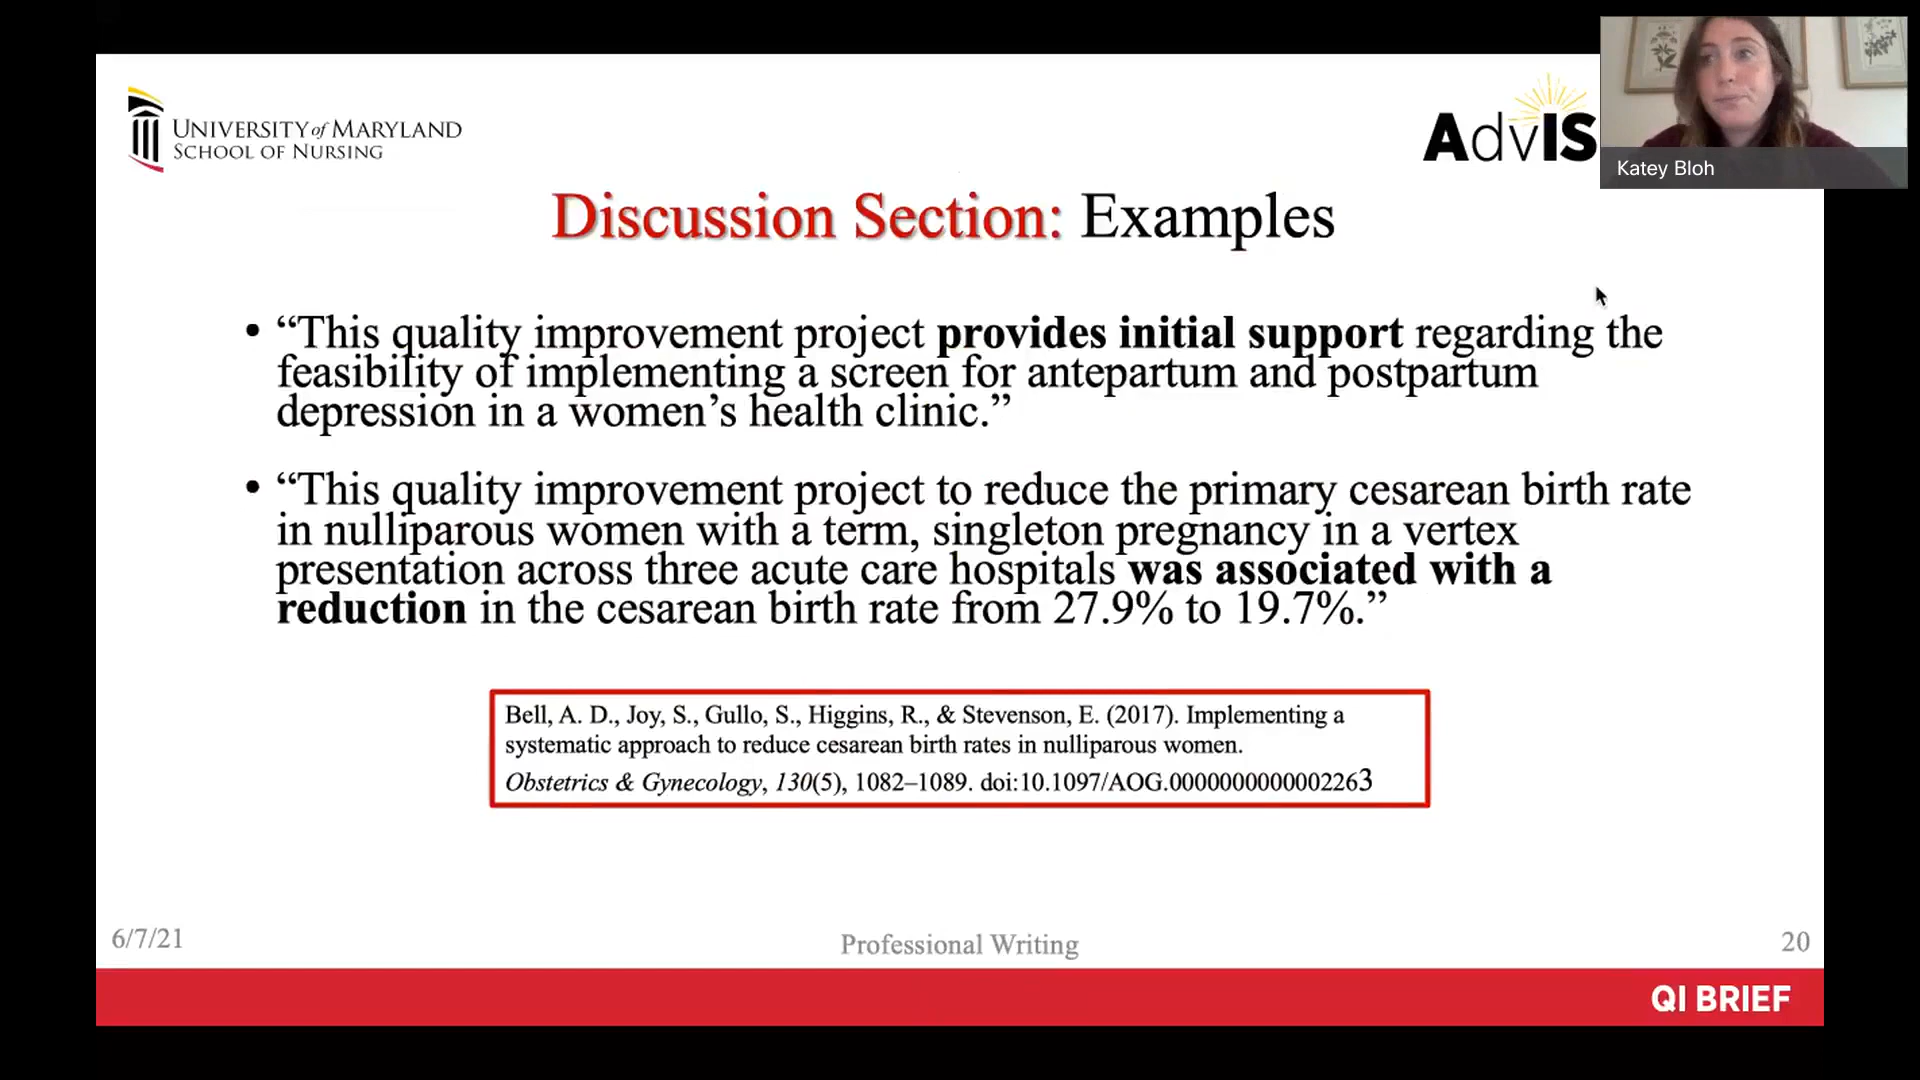 UNIVERSITY of MARYLAND
SCHOOL OF NURSING
AdvIS
Katey Bloh
Discussion Section: Examples
• “This quality improvement project provides initial support regarding the
feasibility of implementing a screen for antepartum and postpartum
depression in a women’s health clinic.”
• “This quality improvement project to reduce the primary cesarean birth rate
in nulliparous women with a term, singleton pregnancy in a vertex
presentation across three acute care hospitals was associated with a
reduction in the cesarean birth rate from 27.9% to 19.7%.”
Bell, A. D., Joy, S., Gullo, S., Higgins, R., & Stevenson, E. (2017). Implementing a
systematic approach to reduce cesarean birth rates in nulliparous women.
Obstetrics & Gynecology, 130(5), 1082–1089. doi:10.1097/AOG.0000000000002263
6/7/21
Professional Writing
20
QI BRIEF